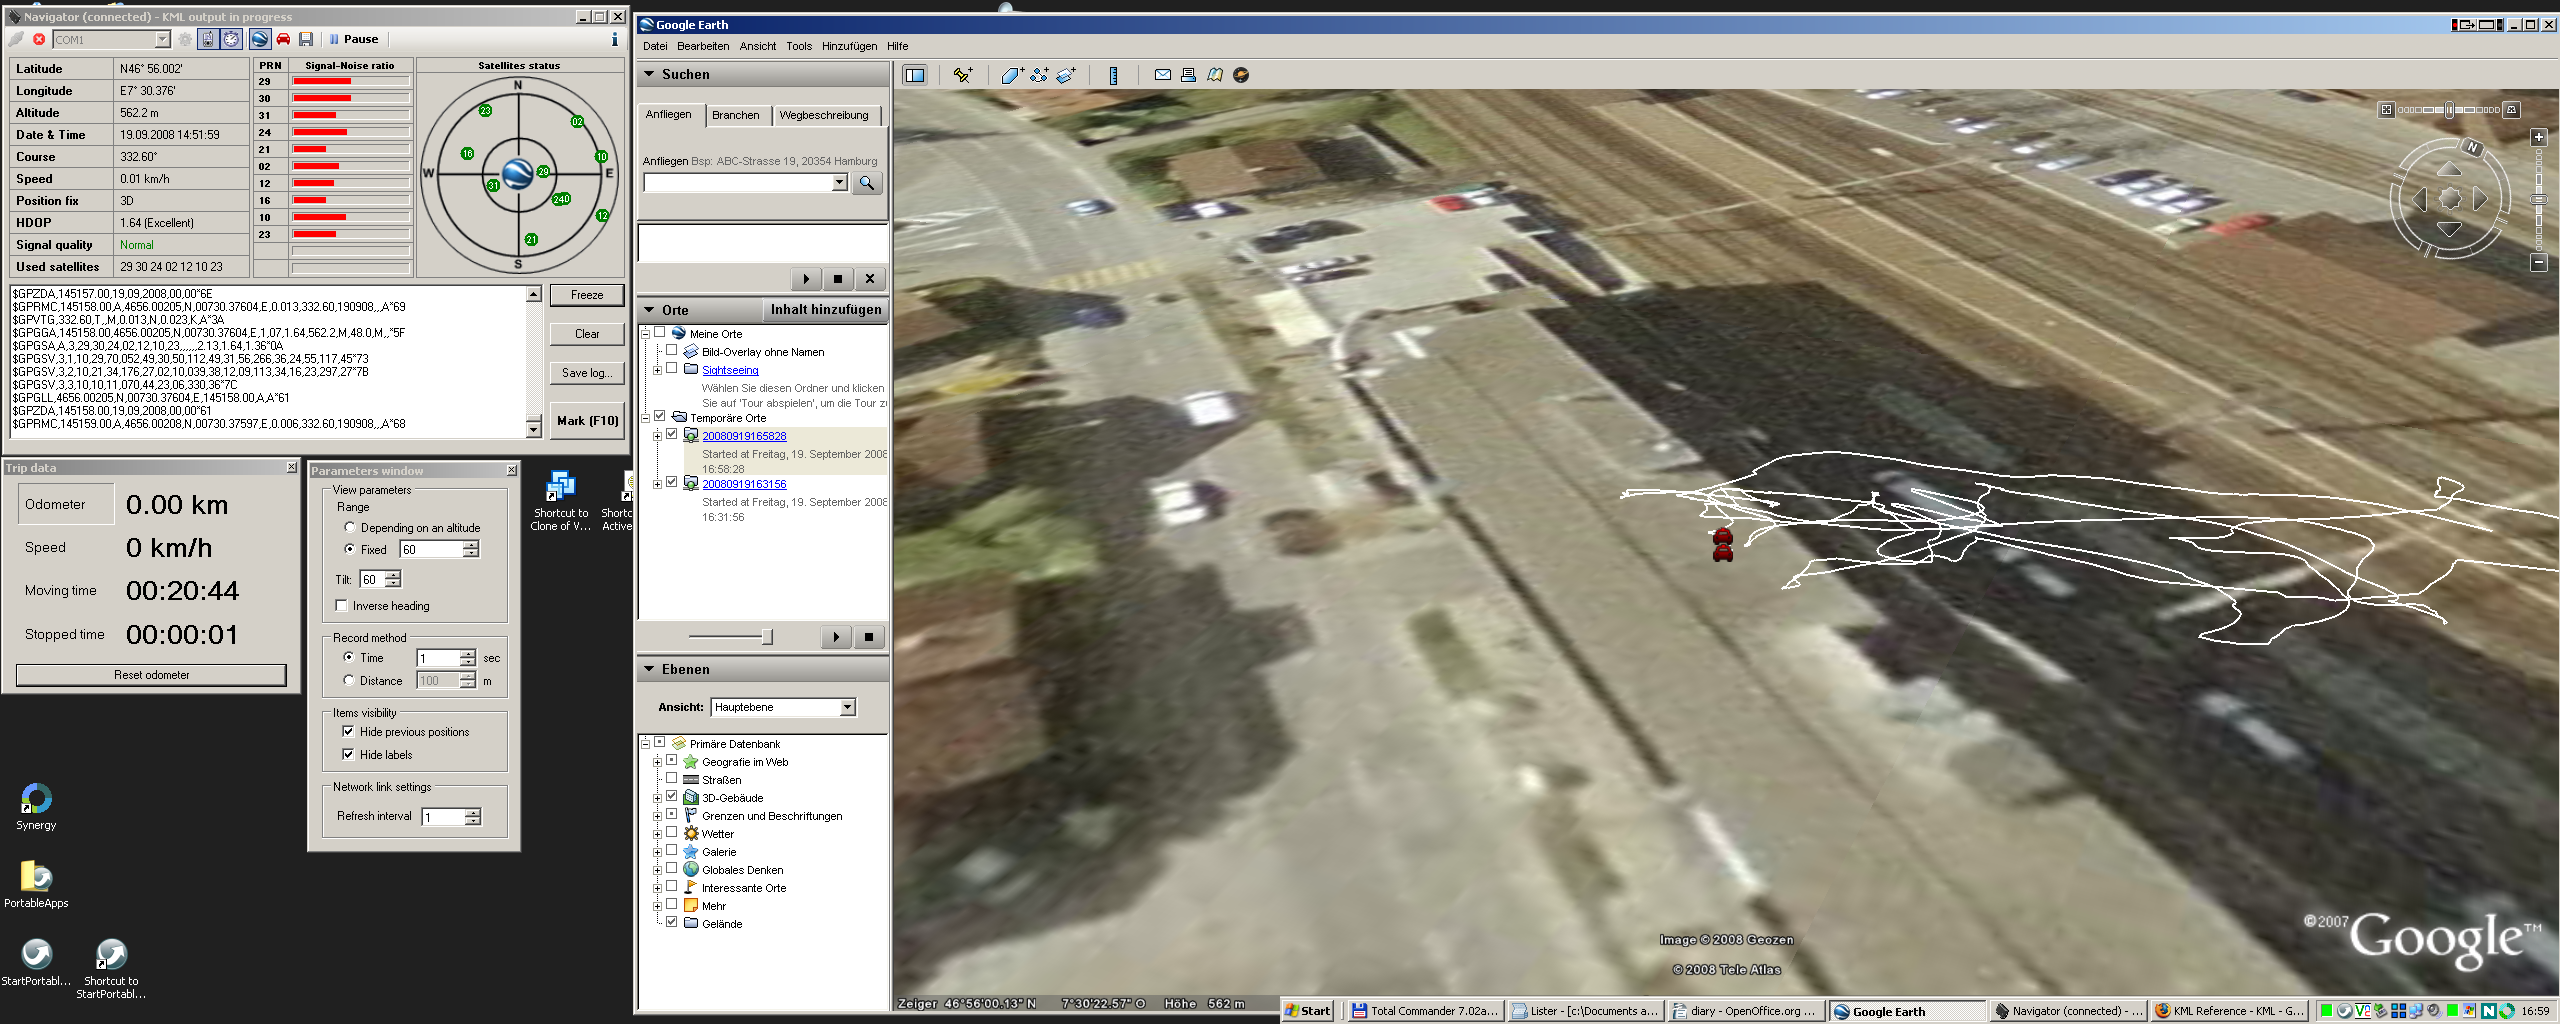 Navigator (connected) - KML output in progress
COM1
Pause
Latitude N46° 56.002'
Longitude E7° 30.376'
Altitude 562.2 m
Date & Time 19.09.2008 14:51:59
Course 332.60°
Speed 0.01 km/h
Position fix 3D
HDOP 1.64 (Excellent)
Signal quality Normal
Used satellites 29 30 24 02 12 10 23
PRN Signal-Noise ratio
29
30
31
24
21
02
12
16
10
23
Satellites status
N
23
02
16
10
W
29
E
31
240
12
21
S
$GPZDA,145157.00,19,09,2008,00,00*6E
$GPRMC,145158.00,A,4656.00205,N,00730.37604,E,0.013,332.60,190908,,,A*69
$GPVTG,332.60,T,,M,0.013,N,0.023,K,A*3A
$GPGGA,145158.00,4656.00205,N,00730.37604,E,1,07,1.64,562.2,M,48.0,M,,*5F
$GPGSA,A,3,29,30,24,02,12,10,23,,,,,,2.13,1.64,1.36*0A
$GPGSV,3,1,10,29,70,052,49,30,50,112,49,31,56,266,36,24,55,117,45*73
$GPGSV,3,2,10,21,34,176,27,02,10,039,38,12,09,113,34,16,23,297,27*7B
$GPGSV,3,3,10,10,11,070,44,23,06,330,36*7C
$GPGLL,4656.00205,N,00730.37604,E,145158.00,A,A*61
$GPZDA,145158.00,19,09,2008,00,00*61
$GPRMC,145159.00,A,4656.00208,N,00730.37597,E,0.006,332.60,190908,,,A*68
Freeze
Clear
Save log...
Mark (F10)
Trip data
Odometer 0.00 km
Speed 0 km/h
Moving time 00:20:44
Stopped time 00:00:01
Reset odometer
Parameters window
View parameters
Range
Depending on an altitude
Fixed 60
Tilt: 60
Inverse heading
Record method
Time 1 sec
Distance 100 m
Items visibility
Hide previous positions
Hide labels
Network link settings
Refresh interval 1
Shortcut to
Clone of V...
Shortc
Active
Synergy
PortableApps
StartPortabl...
Shortcut to
StartPortabl...
Google Earth
Datei Bearbeiten Ansicht Tools Hinzufügen Hilfe
Suchen
Anfliegen Branchen Wegbeschreibung
Anfliegen Bsp: ABC-Strasse 19, 20354 Hamburg
Orte Inhalt hinzufügen
Meine Orte
Bild-Overlay ohne Namen
Sightseeing
Wählen Sie diesen Ordner und klicken
Sie auf 'Tour abspielen', um die Tour zu
Temporäre Orte
20080919165828
Started at Freitag, 19. September 2008
16:58:28
20080919163156
Started at Freitag, 19. September 2008
16:31:56
Ebenen
Ansicht: Hauptebene
Primäre Datenbank
Geografie im Web
Straßen
3D-Gebäude
Grenzen und Beschriftungen
Wetter
Galerie
Globales Denken
Interessante Orte
Mehr
Gelände
N
Image © 2008 Geozen
© 2008 Tele Atlas
©2007 Google™
Zeiger 46°56'00.13" N 7°30'22.57" O Höhe 562 m
Start
Total Commander 7.02a...
Lister - [c:\Documents a...
diary - OpenOffice.org ...
Google Earth
Navigator (connected) - ...
KML Reference - KML - G...
16:59